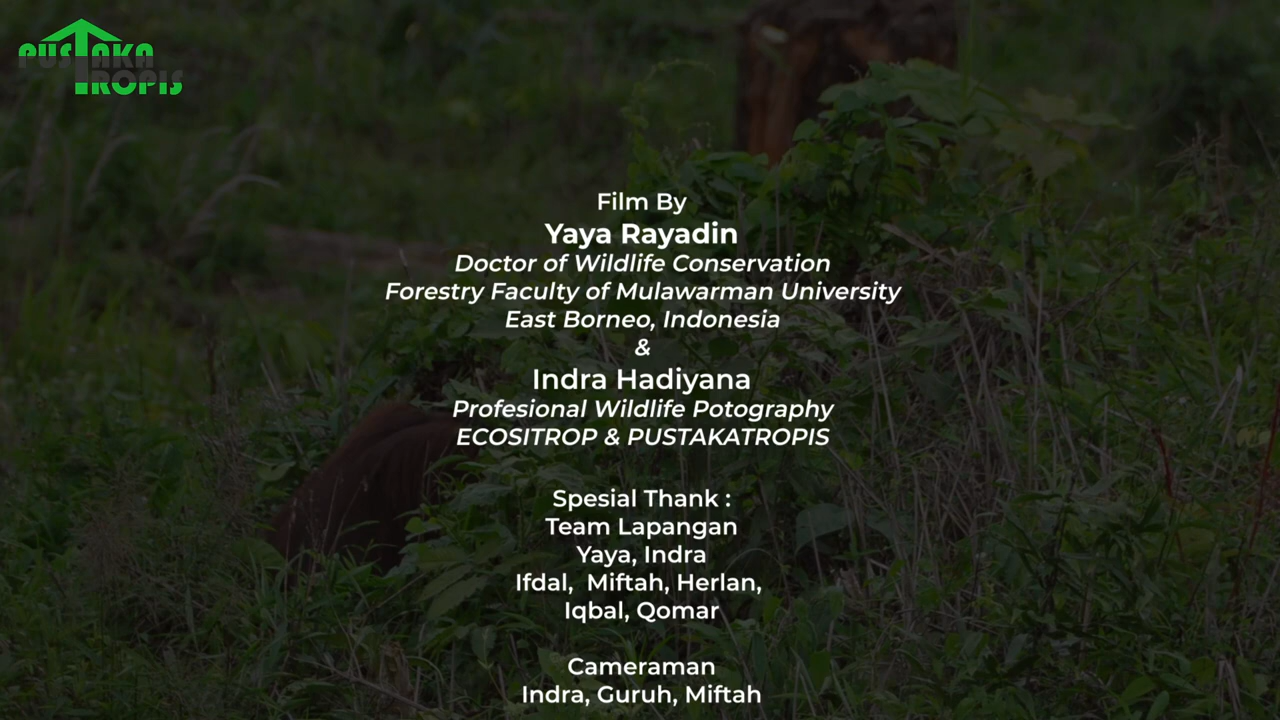 PUSTAKA
TROPIS
Film By
Yaya Rayadin
Doctor of Wildlife Conservation
Forestry Faculty of Mulawarman University
East Borneo, Indonesia
&
Indra Hadiyana
Profesional Wildlife Potography
ECOSITROP & PUSTAKATROPIS
Spesial Thank :
Team Lapangan
Yaya, Indra
Ifdal,  Miftah, Herlan,
Iqbal, Qomar
Cameraman
Indra, Guruh, Miftah